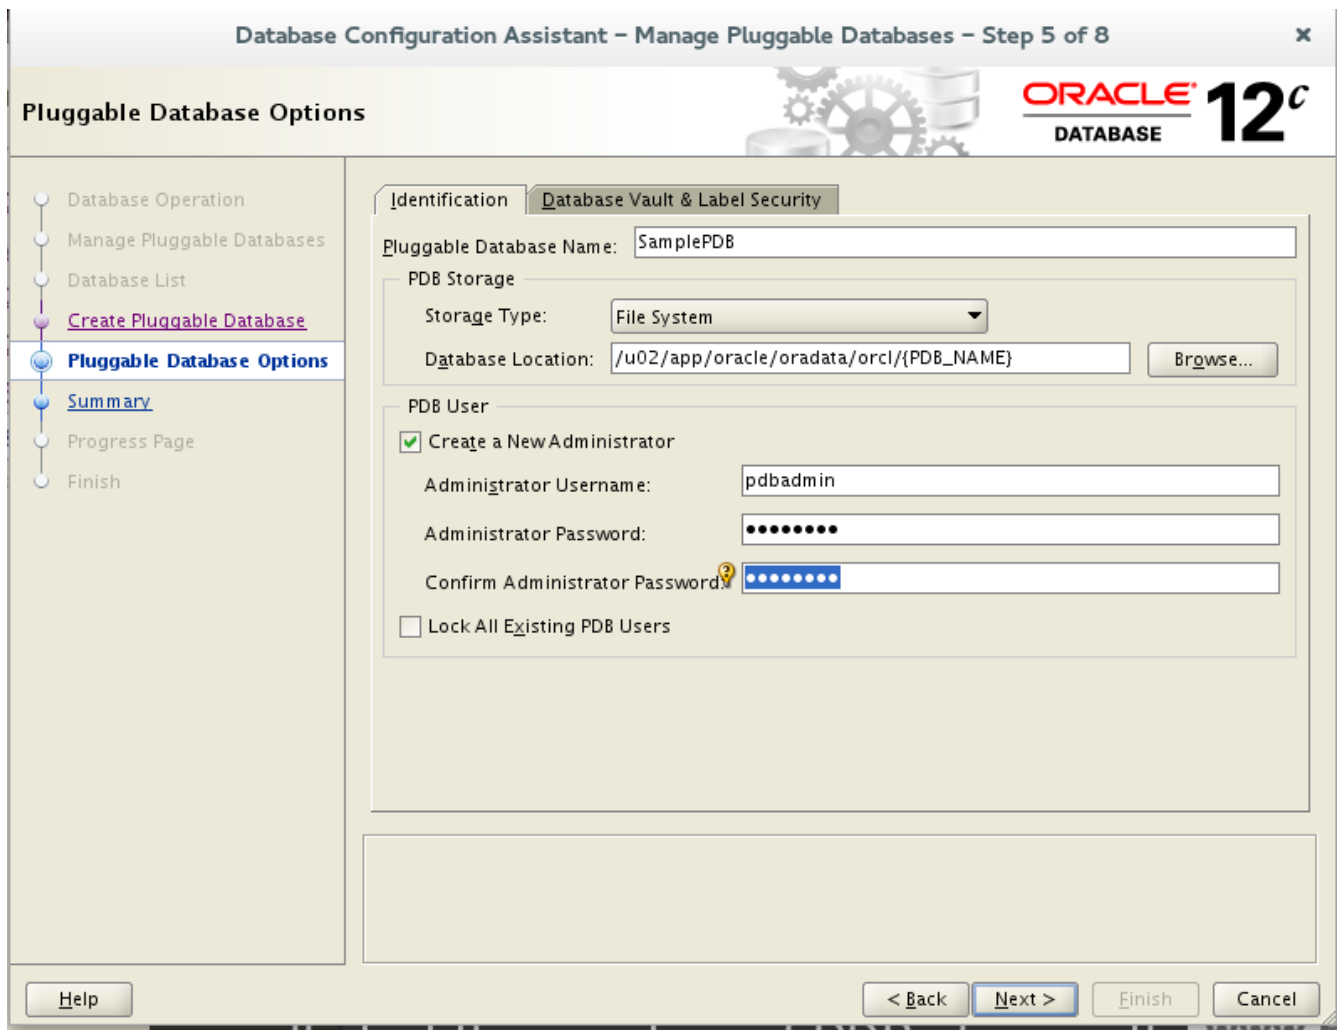 Database Configuration Assistant – Manage Pluggable Databases – Step 5 of 8
Pluggable Database Options
ORACLE
DATABASE
12c
Database Operation
Manage Pluggable Databases
Database List
Create Pluggable Database
Pluggable Database Options
Summary
Progress Page
Finish
Identification
Database Vault & Label Security
Pluggable Database Name: SamplePDB
PDB Storage
Storage Type: File System
Database Location: /u02/app/oracle/oradata/orcl/{PDB_NAME} Browse...
PDB User
Create a New Administrator
Administrator Username: pdbadmin
Administrator Password: ••••••••
Confirm Administrator Password: ••••••••
Lock All Existing PDB Users
Help < Back Next > Finish Cancel